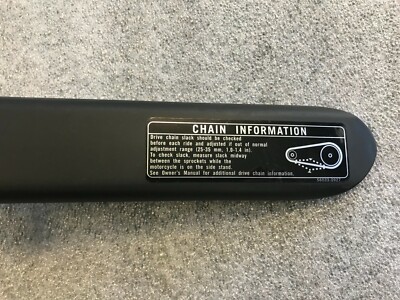 CHAIN INFORMATION
Drive chain slack should be checked
before each ride and adjusted if out of normal
adjustment range (25-35 mm, 1.0-1.4 in).
To check slack, measure slack midway
between the sprockets while the
motorcycle is on the side stand.
See Owner's Manual for additional drive chain information.